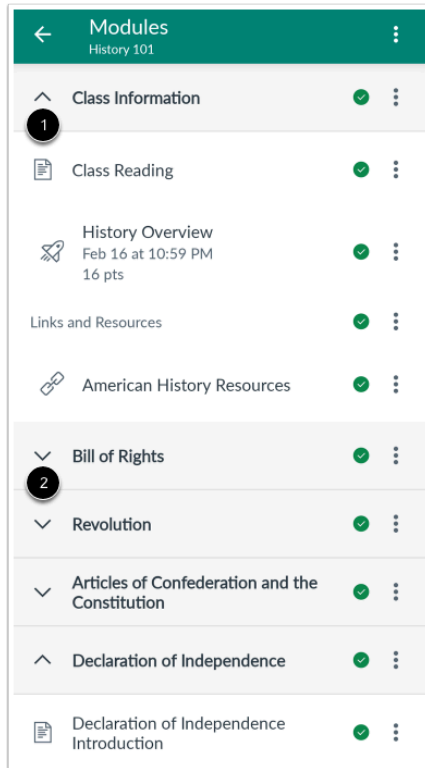 Modules
History 101
Class Information
1
Class Reading
History Overview
Feb 16 at 10:59 PM
16 pts
Links and Resources
American History Resources
Bill of Rights
2
Revolution
Articles of Confederation and the
Constitution
Declaration of Independence
Declaration of Independence
Introduction